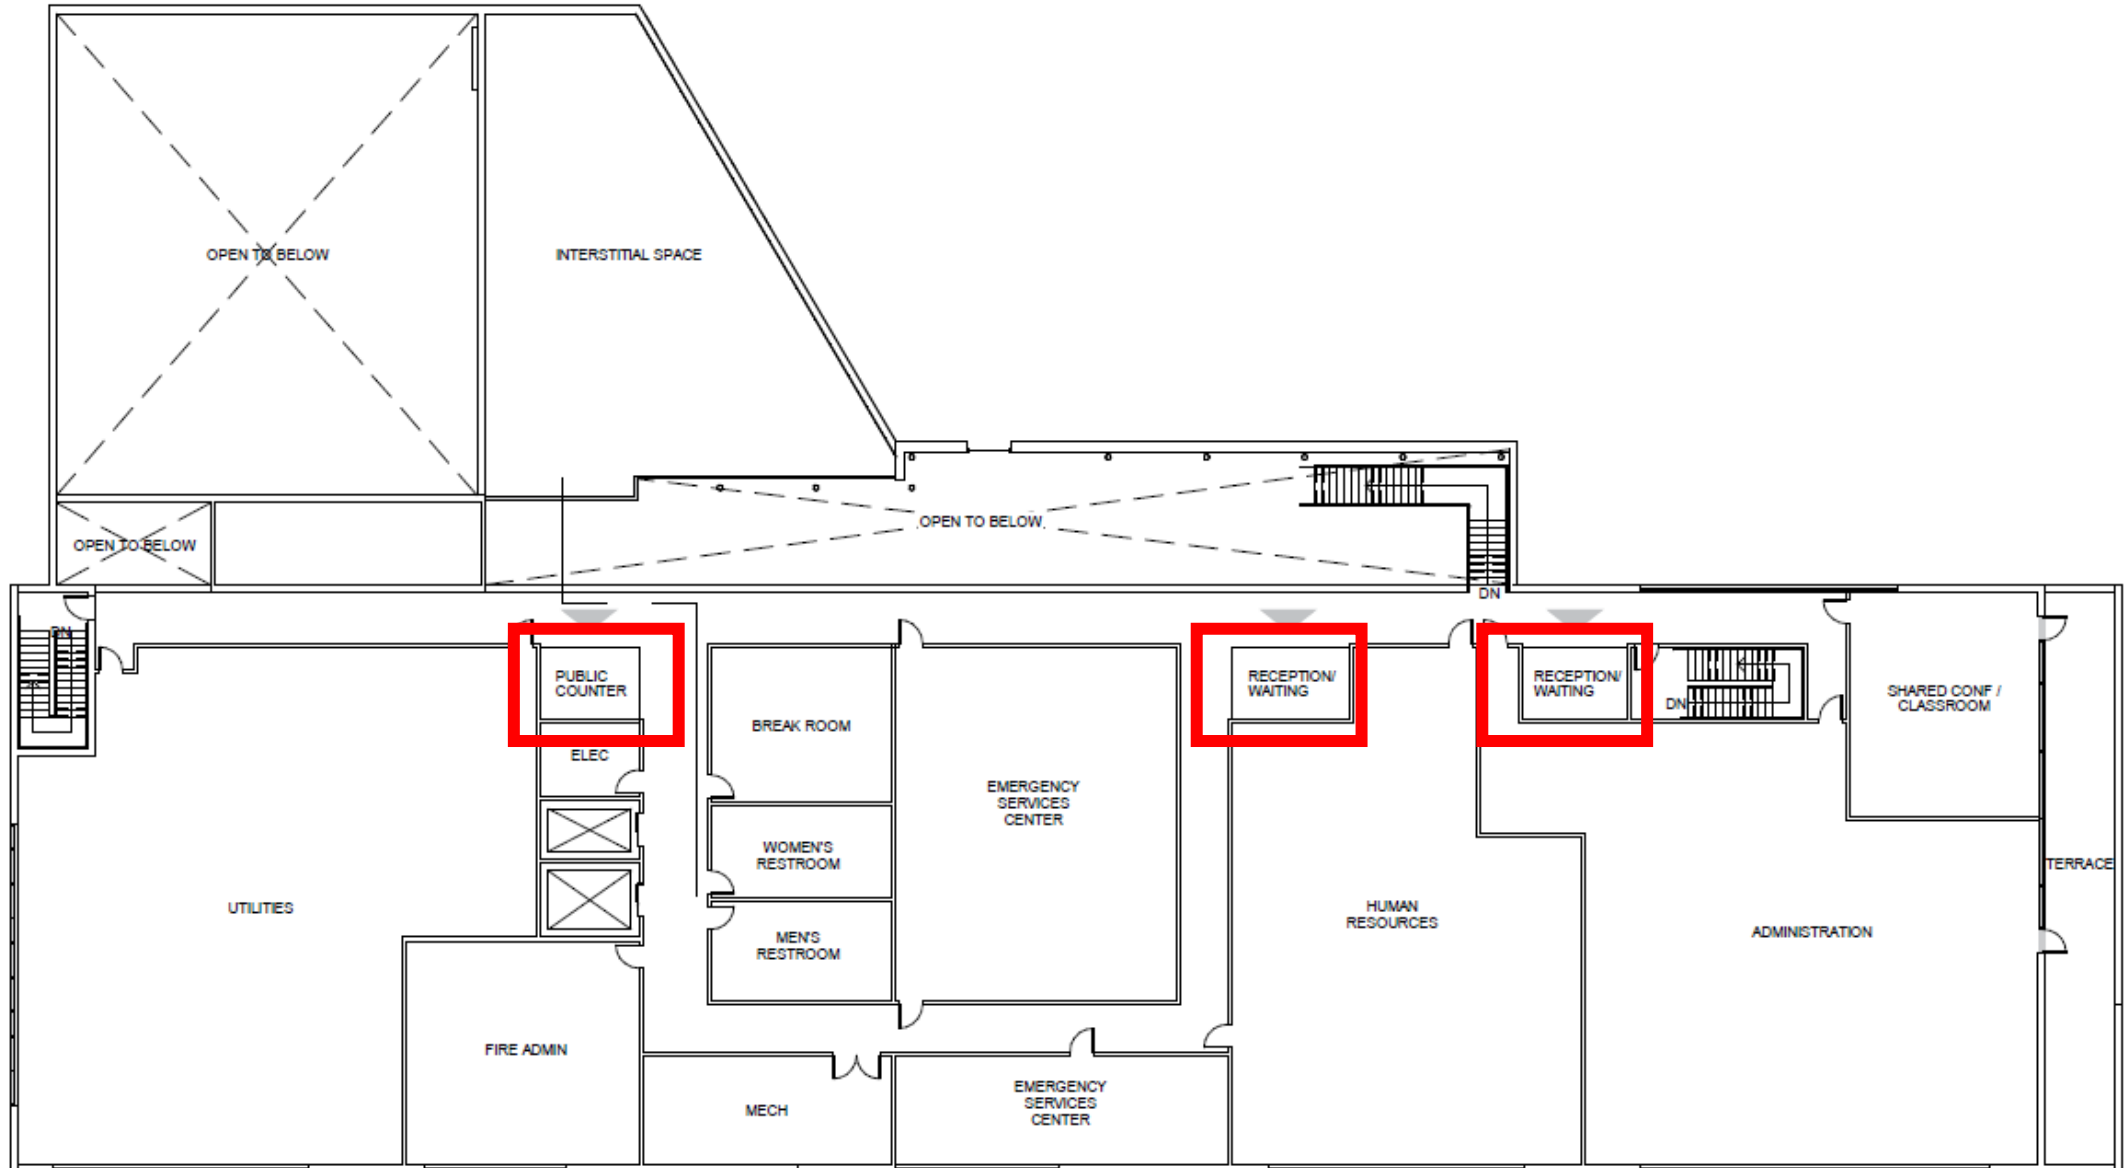 OPEN TO BELOW
INTERSTITIAL SPACE
OPEN TO BELOW
OPEN TO BELOW
DN
DN
PUBLIC
COUNTER
RECEPTION/
WAITING
RECEPTION/
WAITING
DN
SHARED CONF /
CLASSROOM
BREAK ROOM
ELEC
EMERGENCY
SERVICES
CENTER
WOMEN'S
RESTROOM
TERRACE
UTILITIES
HUMAN
RESOURCES
ADMINISTRATION
MEN'S
RESTROOM
FIRE ADMIN
MECH
EMERGENCY
SERVICES
CENTER